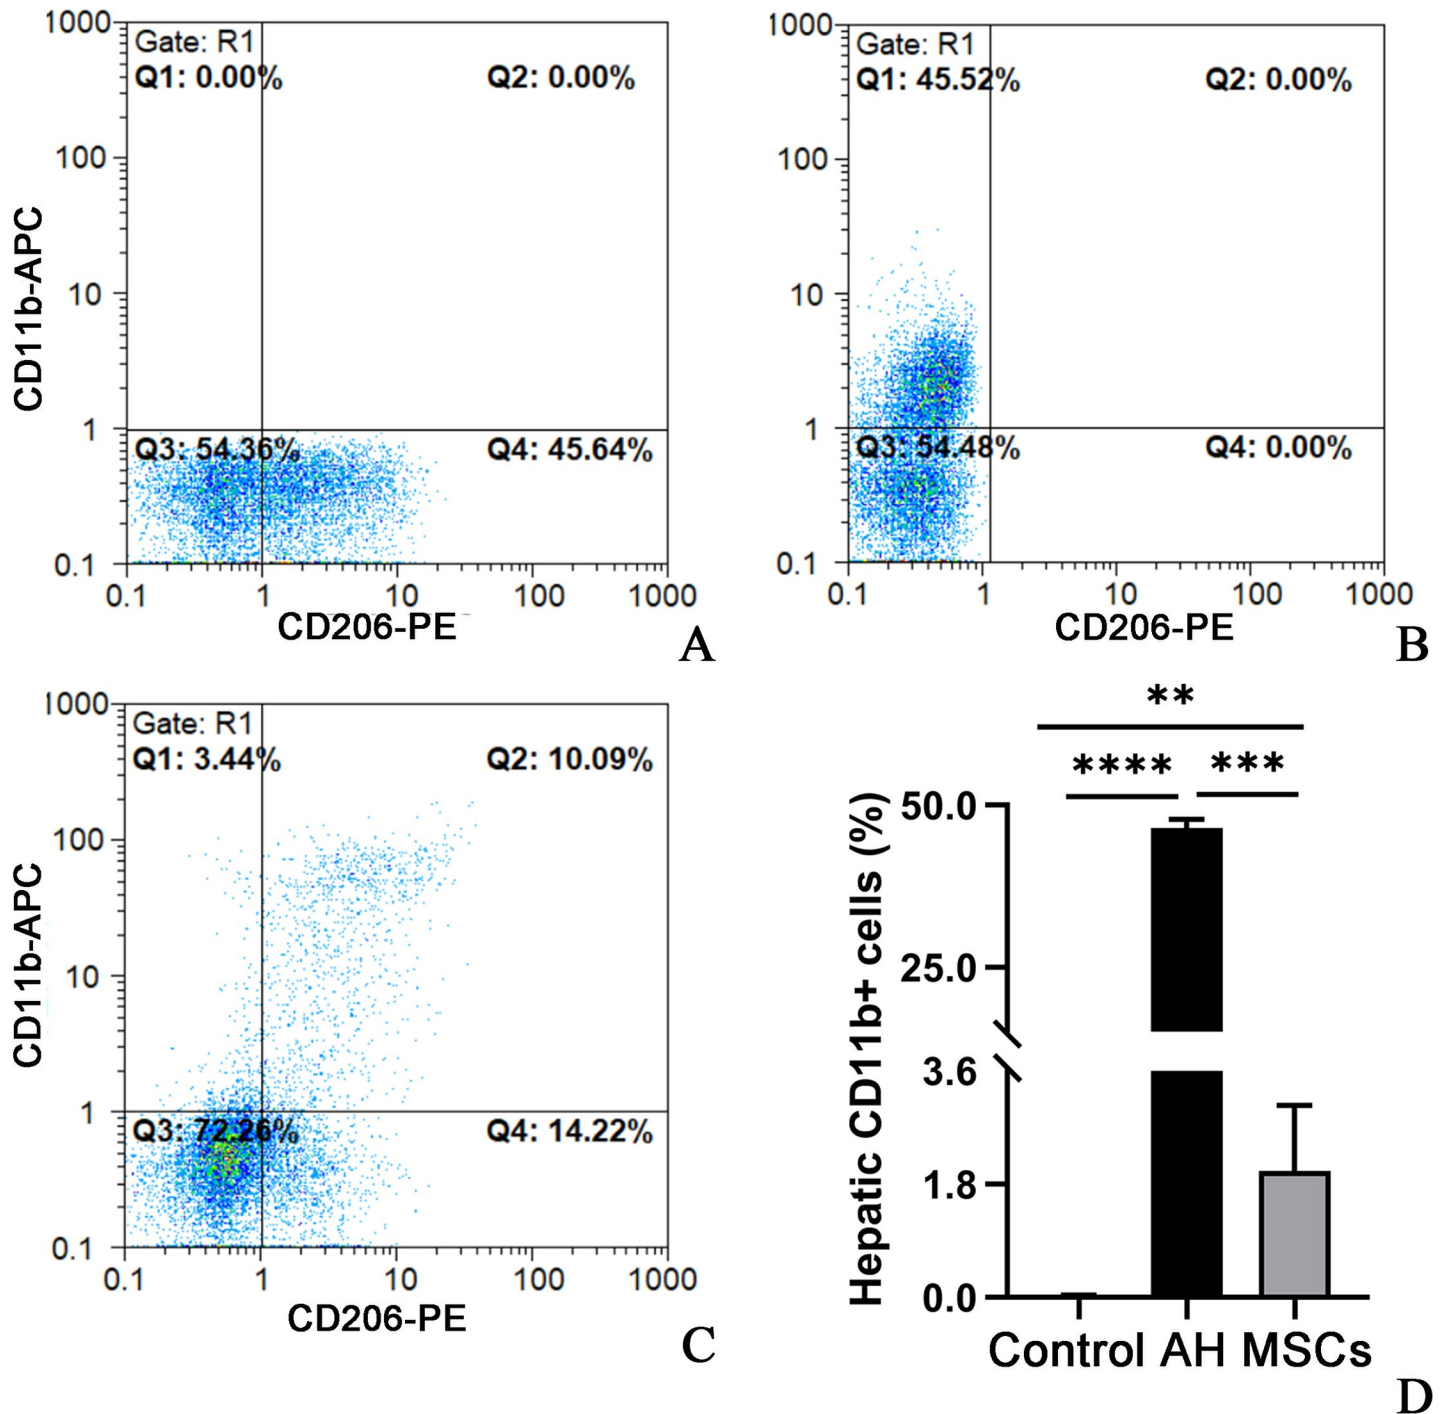 1000
Gate: R1
Q1: 0.00%
Q2: 0.00%
100
10
1
Q3: 54.36%
Q4: 45.64%
0.1
0.1
1
10
100
1000
CD11b-APC
CD206-PE
A
1000
Gate: R1
Q1: 45.52%
Q2: 0.00%
100
10
1
Q3: 54.48%
Q4: 0.00%
0.1
0.1
1
10
100
1000
CD206-PE
B
1000
Gate: R1
Q1: 3.44%
Q2: 10.09%
100
10
1
Q3: 72.26%
Q4: 14.22%
0.1
0.1
1
10
100
1000
CD11b-APC
CD206-PE
C
**
****
***
50.0
25.0
3.6
1.8
0.0
Hepatic CD11b+ cells (%)
Control AH MSCs
D